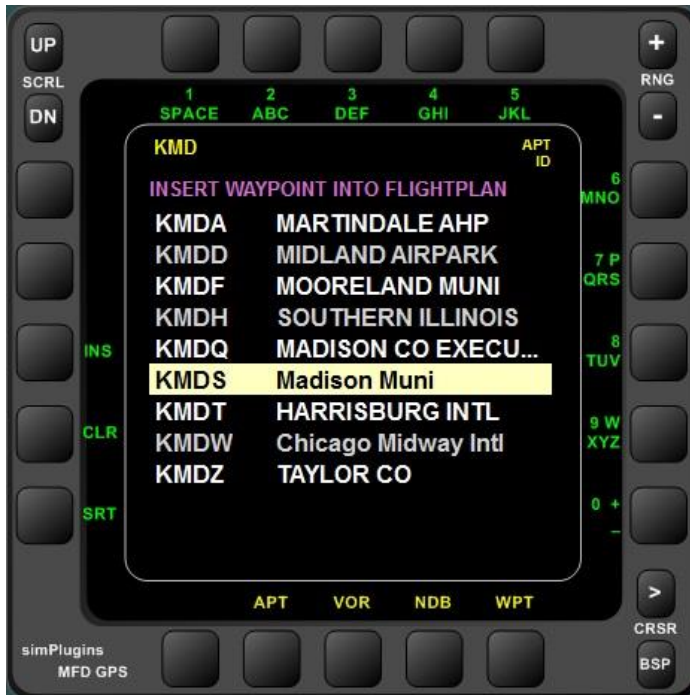 UP
SCRL
DN
+
RNG
-
1 2 3 4 5
SPACE ABC DEF GHI JKL
KMD APT
ID
INSERT WAYPOINT INTO FLIGHTPLAN
KMDA MARTINDALE AHP
KMDD MIDLAND AIRPARK
KMDF MOORELAND MUNI
KMDH SOUTHERN ILLINOIS
KMDQ MADISON CO EXECU...
KMDS Madison Muni
KMDT HARRISBURG INTL
KMDW Chicago Midway Intl
KMDZ TAYLOR CO
INS
CLR
SRT
6
MNO
7 P
QRS
8
TUV
9 W
XYZ
0 +
–
APT VOR NDB WPT
>
CRSR
BSP
simPlugins
MFD GPS